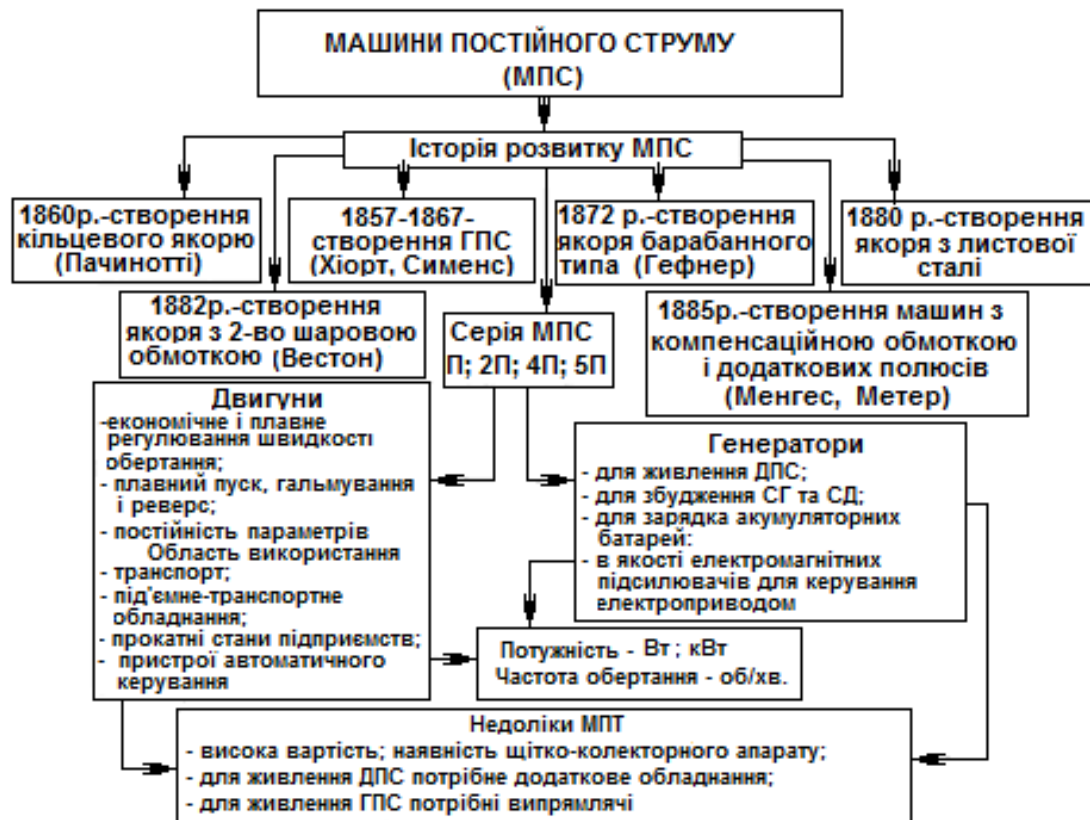 МАШИНИ ПОСТІЙНОГО СТРУМУ
(МПС)
Історія розвитку МПС
1860р.-створення
кільцевого якорю
(Пачинотті)
1857-1867-
створення ГПС
(Хіорт, Сименс)
1872 р.-створення
якоря барабанного
типа (Гефнер)
1880 р.-створення
якоря з листової
сталі
1882р.-створення
якоря з 2-во шаровою
обмоткою (Вестон)
Серія МПС
П; 2П; 4П; 5П
1885р.-створення машин з
компенсаційною обмоткою
і додаткових полюсів
(Менгес, Метер)
Двигуни
-економічне і плавне
регулювання швидкості
обертання;
- плавний пуск, гальмування
і реверс;
- постійність параметрів
Область використання
- транспорт;
- під'ємне-транспортне
обладнання;
- прокатні стани підприємств;
- пристрої автоматичного
керування
Генератори
- для живлення ДПС;
- для збудження СГ та СД;
- для зарядка акумуляторних
батарей:
- в якості електромагнітних
підсилювачів для керування
електроприводом
Потужність - Вт ; кВт
Частота обертання - об/хв.
Недоліки МПТ
- висока вартість; наявність щітко-колекторного апарату;
- для живлення ДПС потрібне додаткове обладнання;
- для живлення ГПС потрібні випрямлячі